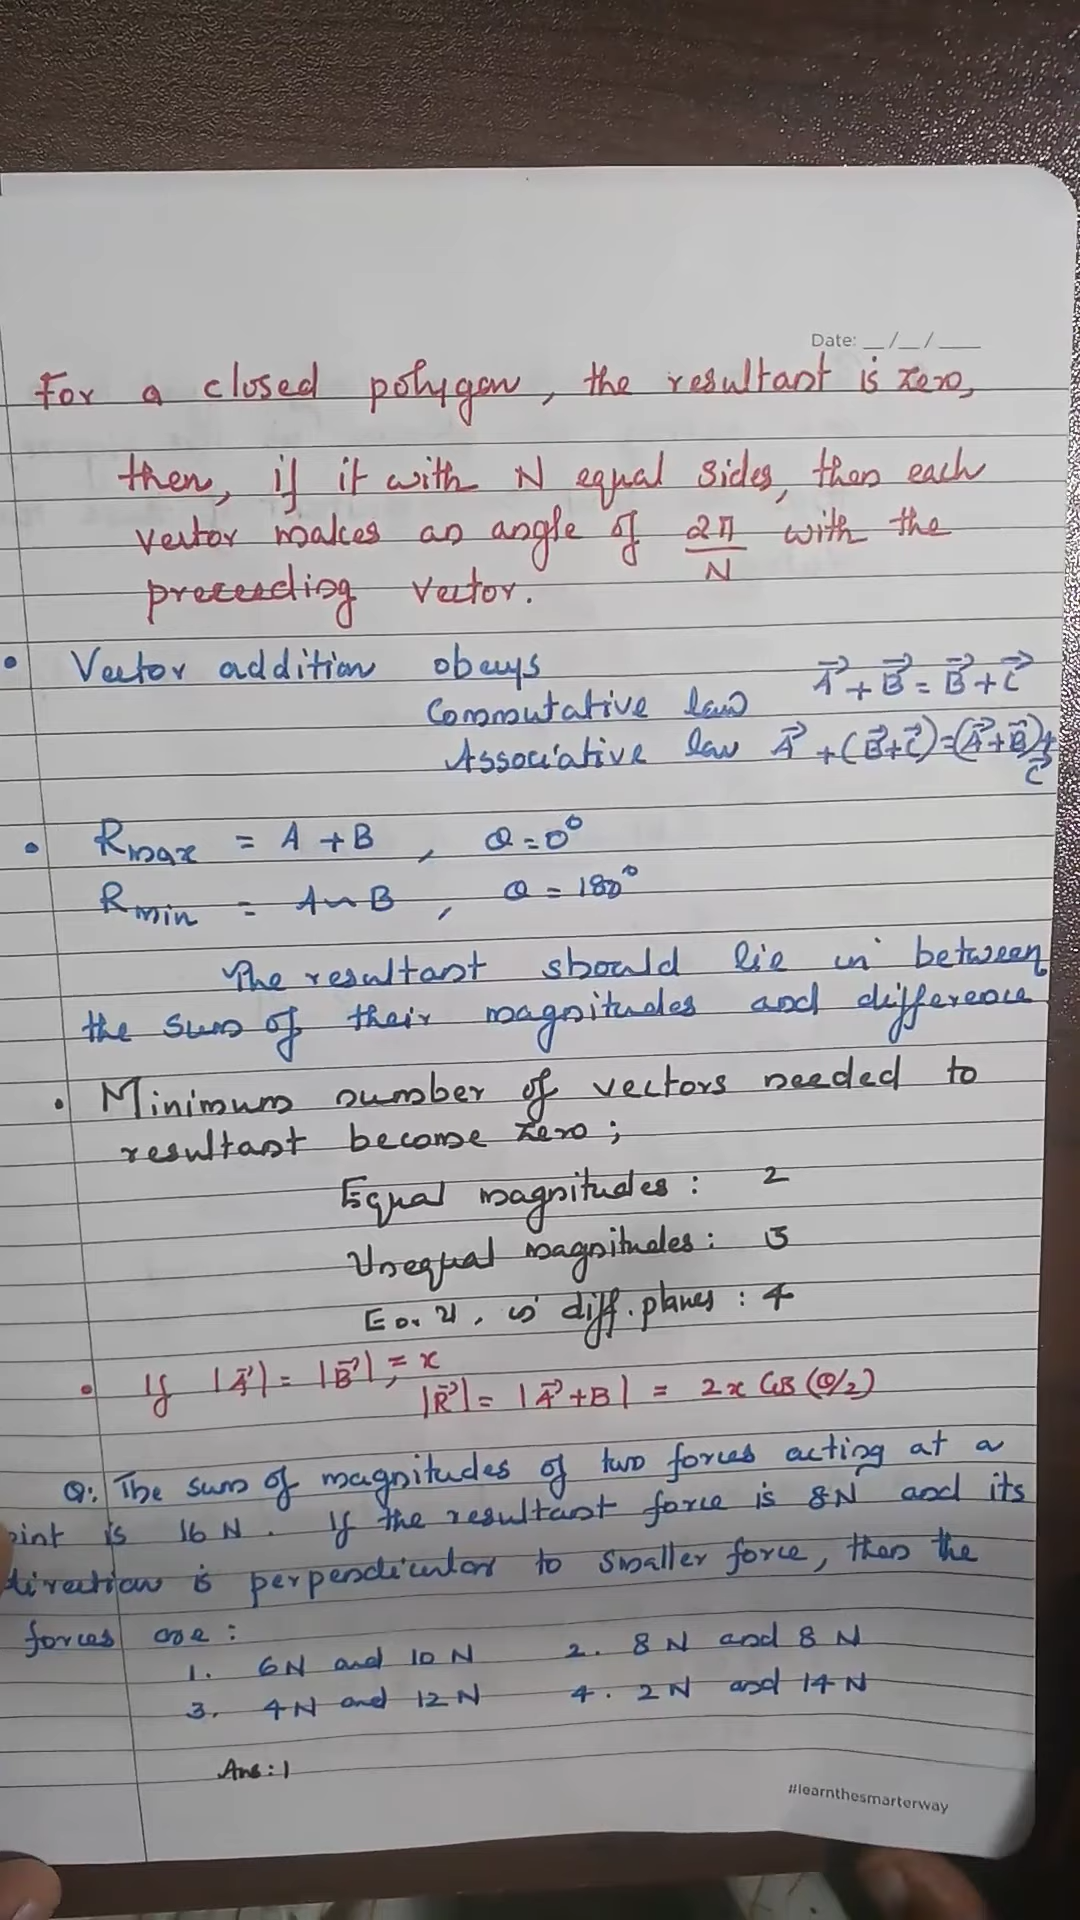 Date: __/__/____
For a closed polygon, the resultant is zero,
then, if it with N equal sides, then each
vector makes an angle of 2π/N with the
preceeding vector.
• Vector addition obeys
Commutative law A⃗ + B⃗ = B⃗ + C⃗
Associative law A⃗ + (B⃗+C⃗) = (A⃗+B⃗)+C⃗
• Rmax = A + B , θ = 0°
Rmin = A ~ B , θ = 180°
The resultant should lie in between
the sum of their magnitudes and difference
• Minimum number of vectors needed to
resultant become zero ;
Equal magnitudes : 2
Unequal magnitudes : 3
E or U, in diff. planes : 4
• If |A⃗| = |B⃗| = x
|R⃗| = |A⃗+B| = 2x Cos (θ/2)
Q: The sum of magnitudes of two forces acting at a
oint is 16 N. If the resultant force is 8N and its
direction is perpendicular to smaller force, then the
forces are :
1. 6N and 10 N 2. 8 N and 8 N
3. 4N and 12 N 4. 2 N and 14 N
Ans : 1
#learnthesmarterway